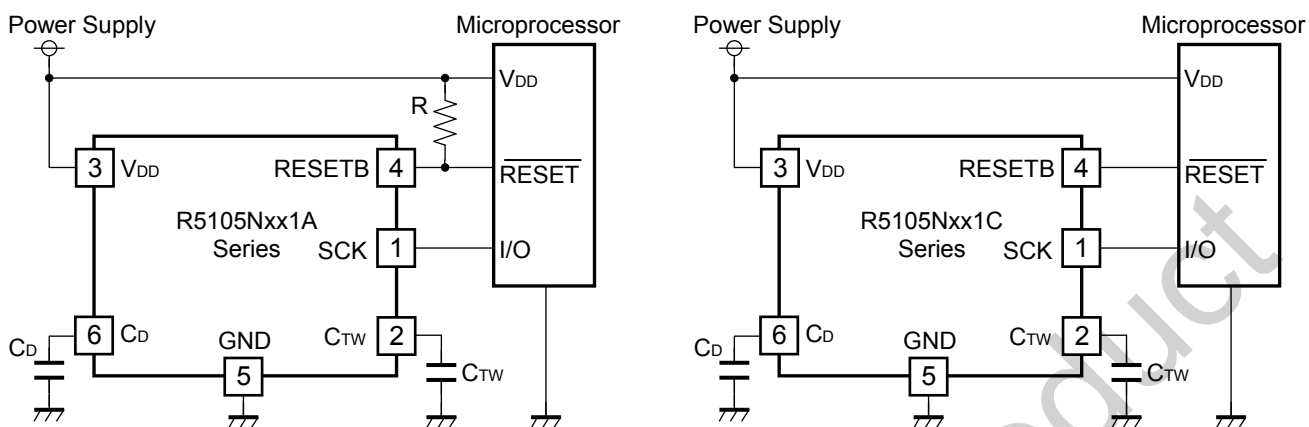 Power Supply
Microprocessor
VDD
R
3
VDD
RESETB
4
RESET
R5105Nxx1A
Series
SCK
1
I/O
CD
6
CD
GND
5
CTW
2
CTW
Power Supply
Microprocessor
VDD
3
VDD
RESETB
4
RESET
R5105Nxx1C
Series
SCK
1
I/O
CD
6
CD
GND
5
CTW
2
CTW